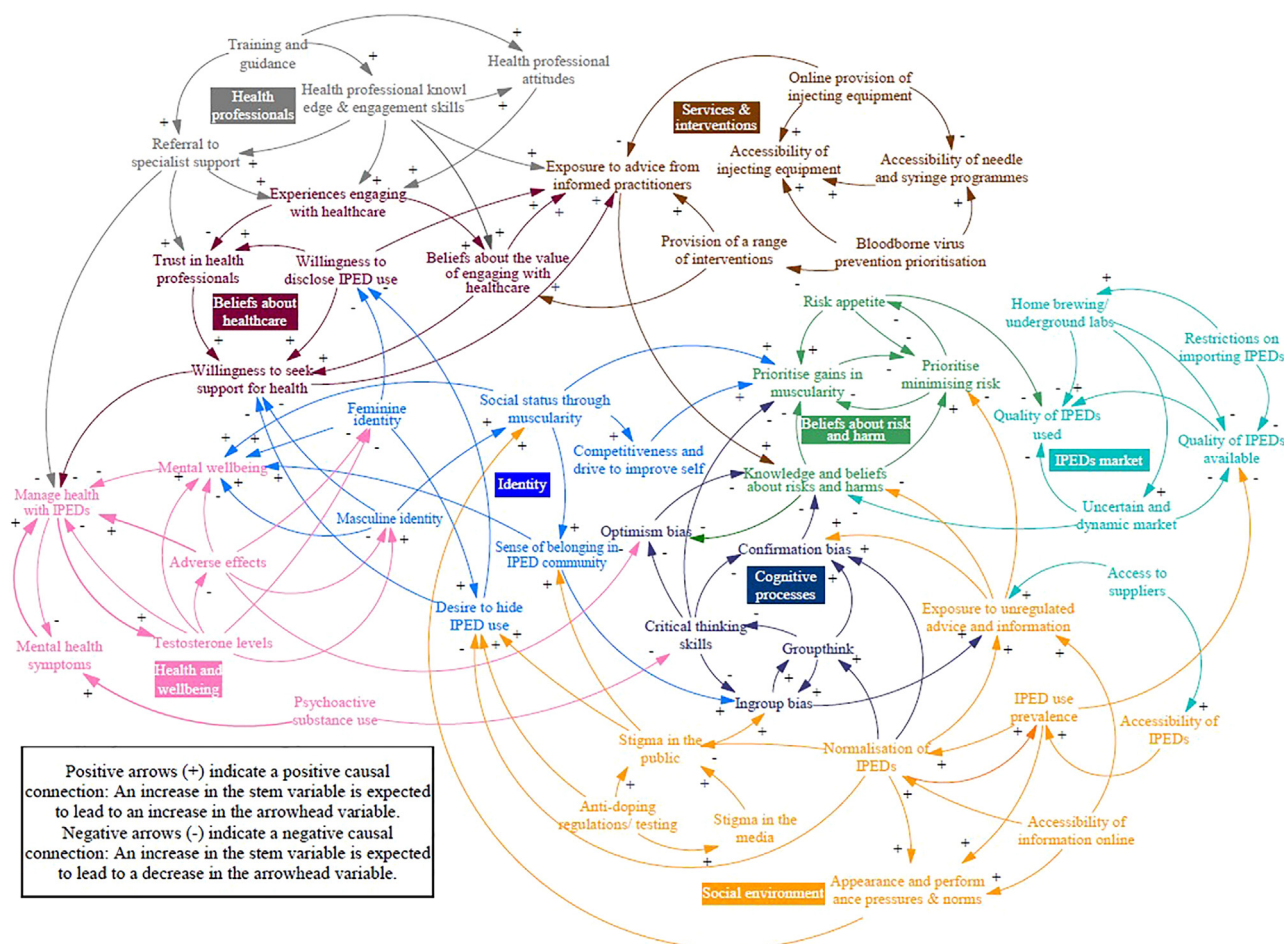 Training and
guidance
Health professional
attitudes
Health
professionals
Health professional knowl
edge & engagement skills
Referral to
specialist support
Online provision of
injecting equipment
Services &
interventions
Accessibility of
injecting equipment
Accessibility of needle
and syringe programmes
Exposure to advice from
informed practitioners
Experiences engaging
with healthcare
Trust in health
professionals
Willingness to
disclose IPED use
Beliefs about the value
of engaging with
healthcare
Provision of a range
of interventions
Bloodborne virus
prevention prioritisation
Beliefs about
healthcare
Willingness to seek
support for health
Risk appetite
Home brewing/
underground labs
Restrictions on
importing IPEDs
Prioritise gains in
muscularity
Prioritise
minimising risk
Beliefs about risk
and harm
Quality of IPEDs
used
IPEDs market
Quality of IPEDs
available
Social status through
muscularity
Feminine
identity
Competitiveness and
drive to improve self
Identity
Mental wellbeing
Knowledge and beliefs
about risks and harms
Uncertain and
dynamic market
Manage health
with IPEDs
Masculine identity
Optimism bias
Sense of belonging in
IPED community
Confirmation bias
Cognitive
processes
Adverse effects
Access to
suppliers
Desire to hide
IPED use
Exposure to unregulated
advice and information
Critical thinking
skills
Groupthink
Mental health
symptoms
Testosterone levels
Health and
wellbeing
Psychoactive
substance use
Ingroup bias
IPED use
prevalence
Accessibility of
IPEDs
Stigma in the
public
Normalisation of
IPEDs
Anti-doping
regulations/ testing
Stigma in the
media
Accessibility of
information online
Social environment
Appearance and perform
ance pressures & norms
Positive arrows (+) indicate a positive causal
connection: An increase in the stem variable is expected
to lead to an increase in the arrowhead variable.
Negative arrows (-) indicate a negative causal
connection: An increase in the stem variable is expected
to lead to a decrease in the arrowhead variable.